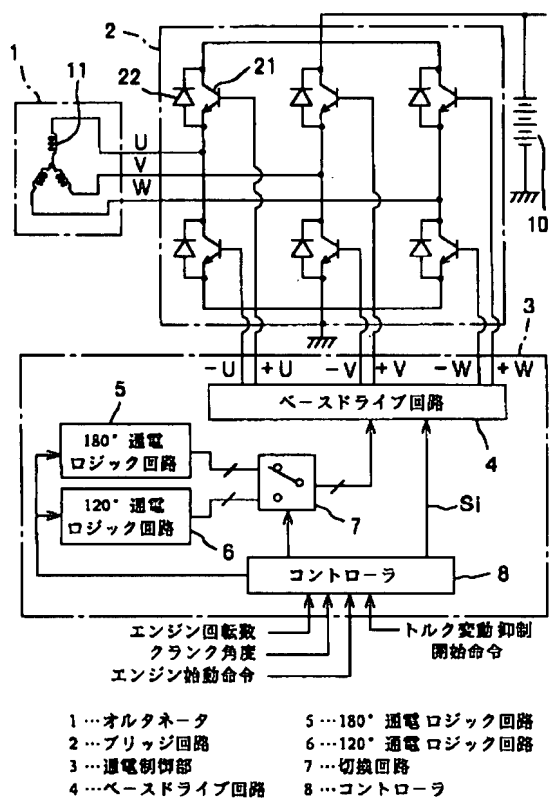 2
1
22
21
11
U
V
W
10
3
-U +U -V +V -W +W
ベースドライブ回路
4
5
180° 通電
ロジック回路
120° 通電
ロジック回路
6
7
Si
コントローラ
8
エンジン回転数
クランク角度
エンジン始動命令
トルク変動抑制
開始命令
1…オルタネータ
2…ブリッジ回路
3…通電制御部
4…ベースドライブ回路
5…180°通電ロジック回路
6…120°通電ロジック回路
7…切換回路
8…コントローラ